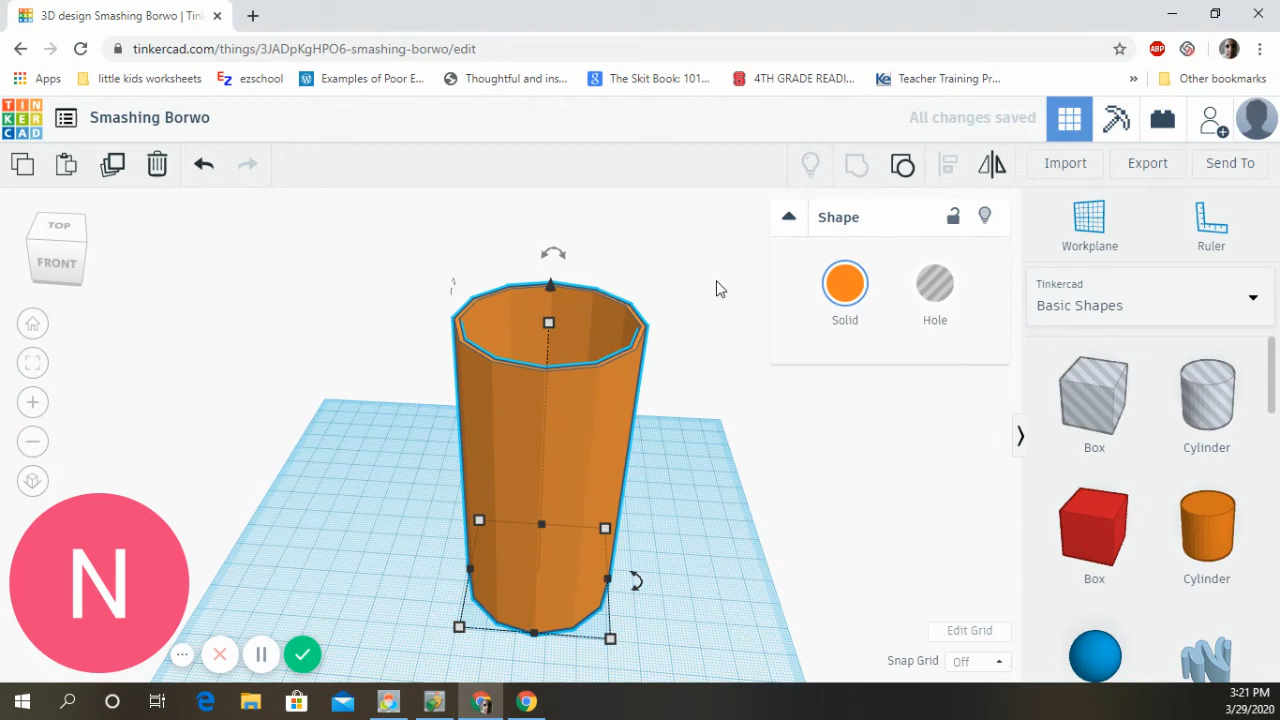 3D design Smashing Borwo | Tink
tinkercad.com/things/3JADpKgHPO6-smashing-borwo/edit
ABP
Apps
little kids worksheets
EZ ezschool
Examples of Poor E...
Thoughtful and ins...
The Skit Book: 101...
4TH GRADE READI...
Ke Teacher Training Pr...
»
Other bookmarks
TIN
KER
CAD
Smashing Borwo
All changes saved
Import
Export
Send To
TOP
FRONT
Shape
Solid
Hole
Workplane
Ruler
Tinkercad
Basic Shapes
Box
Cylinder
Box
Cylinder
N
Edit Grid
Snap Grid
Off
3:21 PM
3/29/2020